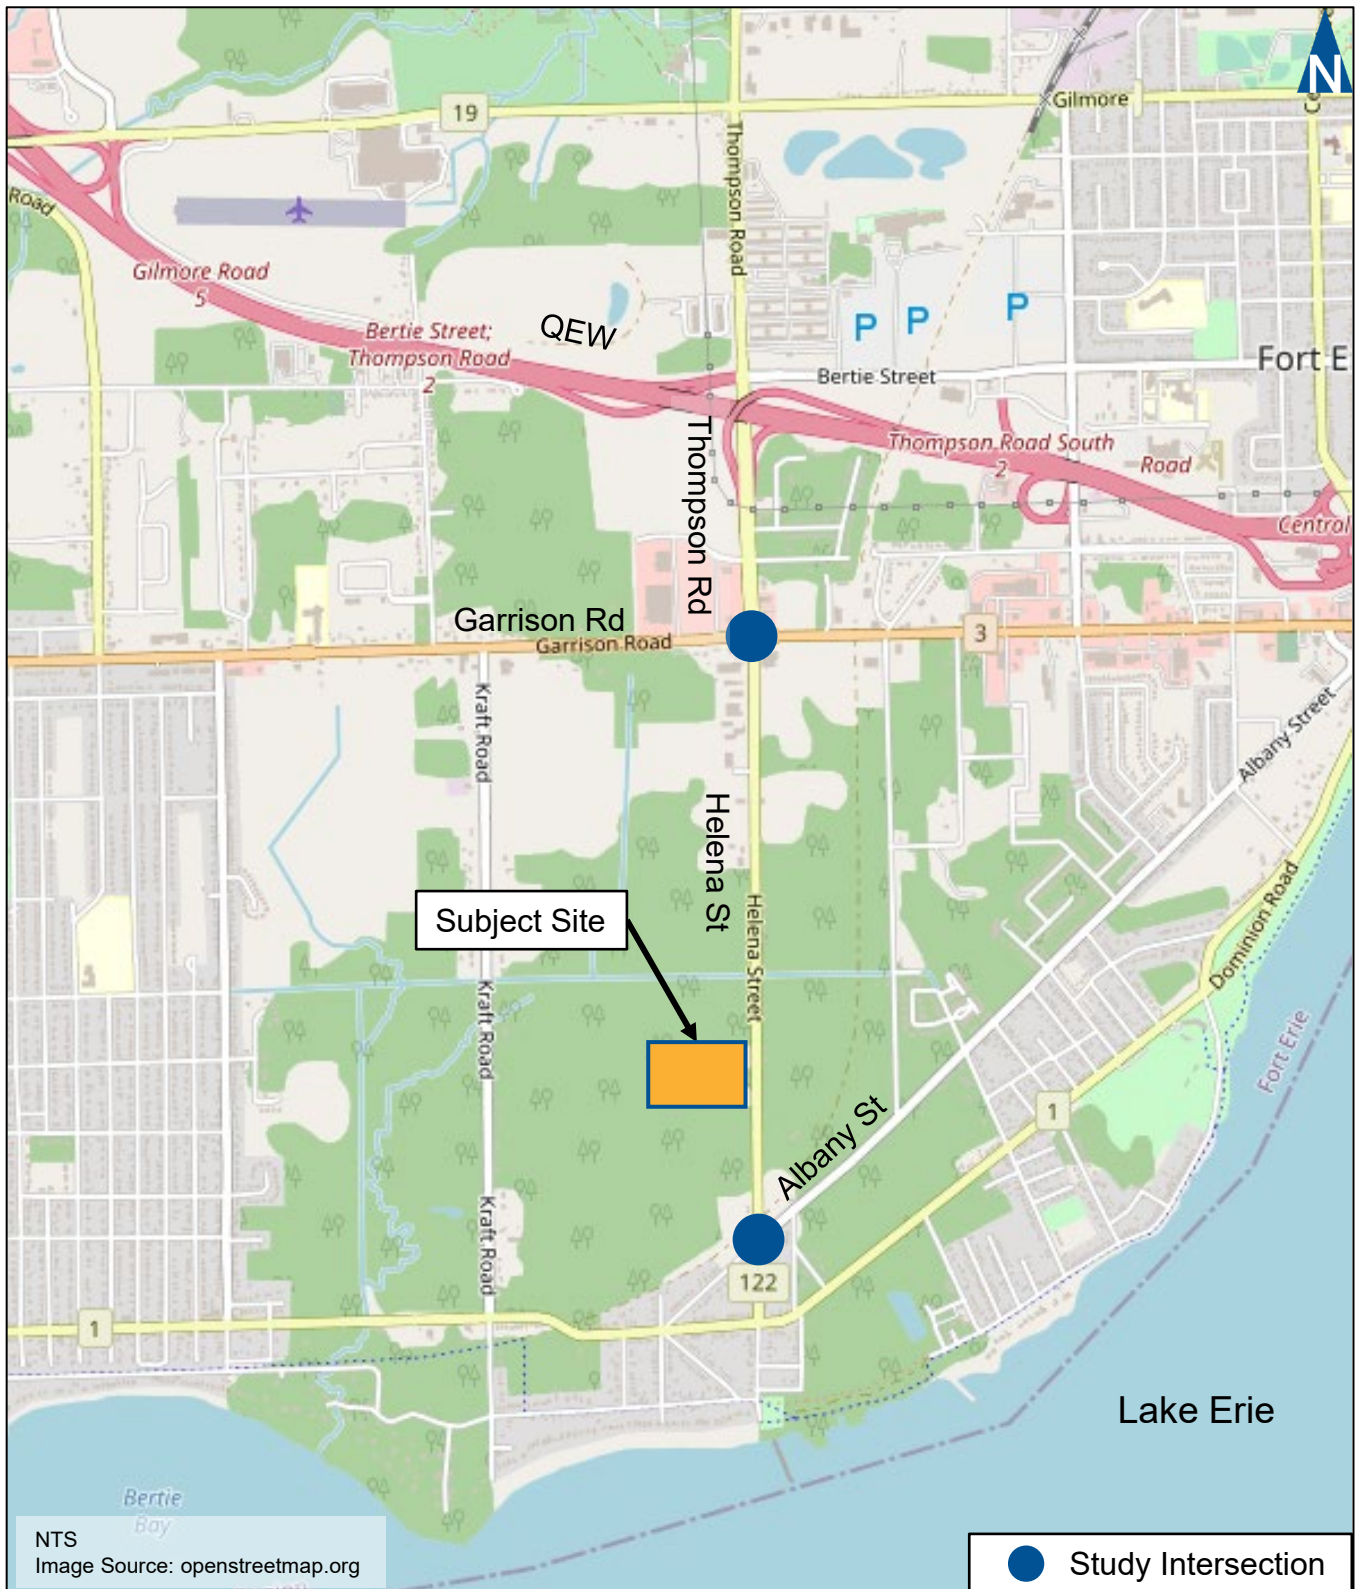 N
19
Gilmore
Thompson Road
Road
Gilmore Road
5
QEW
Bertie Street;
Thompson Road
2
P
P
P
Fort E
Bertie Street
Thompson Rd
Thompson Road South
2
Road
Central
Garrison Rd
Garrison Road
3
Kraft Road
Albany Street
Helena St
Helena Street
Subject Site
Dominion Road
Kraft Road
Fort Erie
1
Albany St
Kraft Road
122
1
Lake Erie
Bertie
Bay
NTS
Image Source: openstreetmap.org
Study Intersection